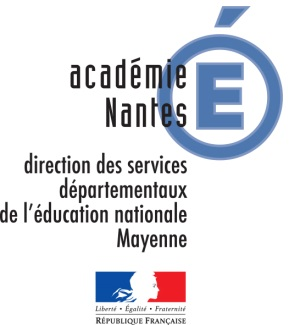 académie
Nantes
É
direction des services
départementaux
de l'éducation nationale
Mayenne
Liberté • Égalité • Fraternité
RÉPUBLIQUE FRANÇAISE